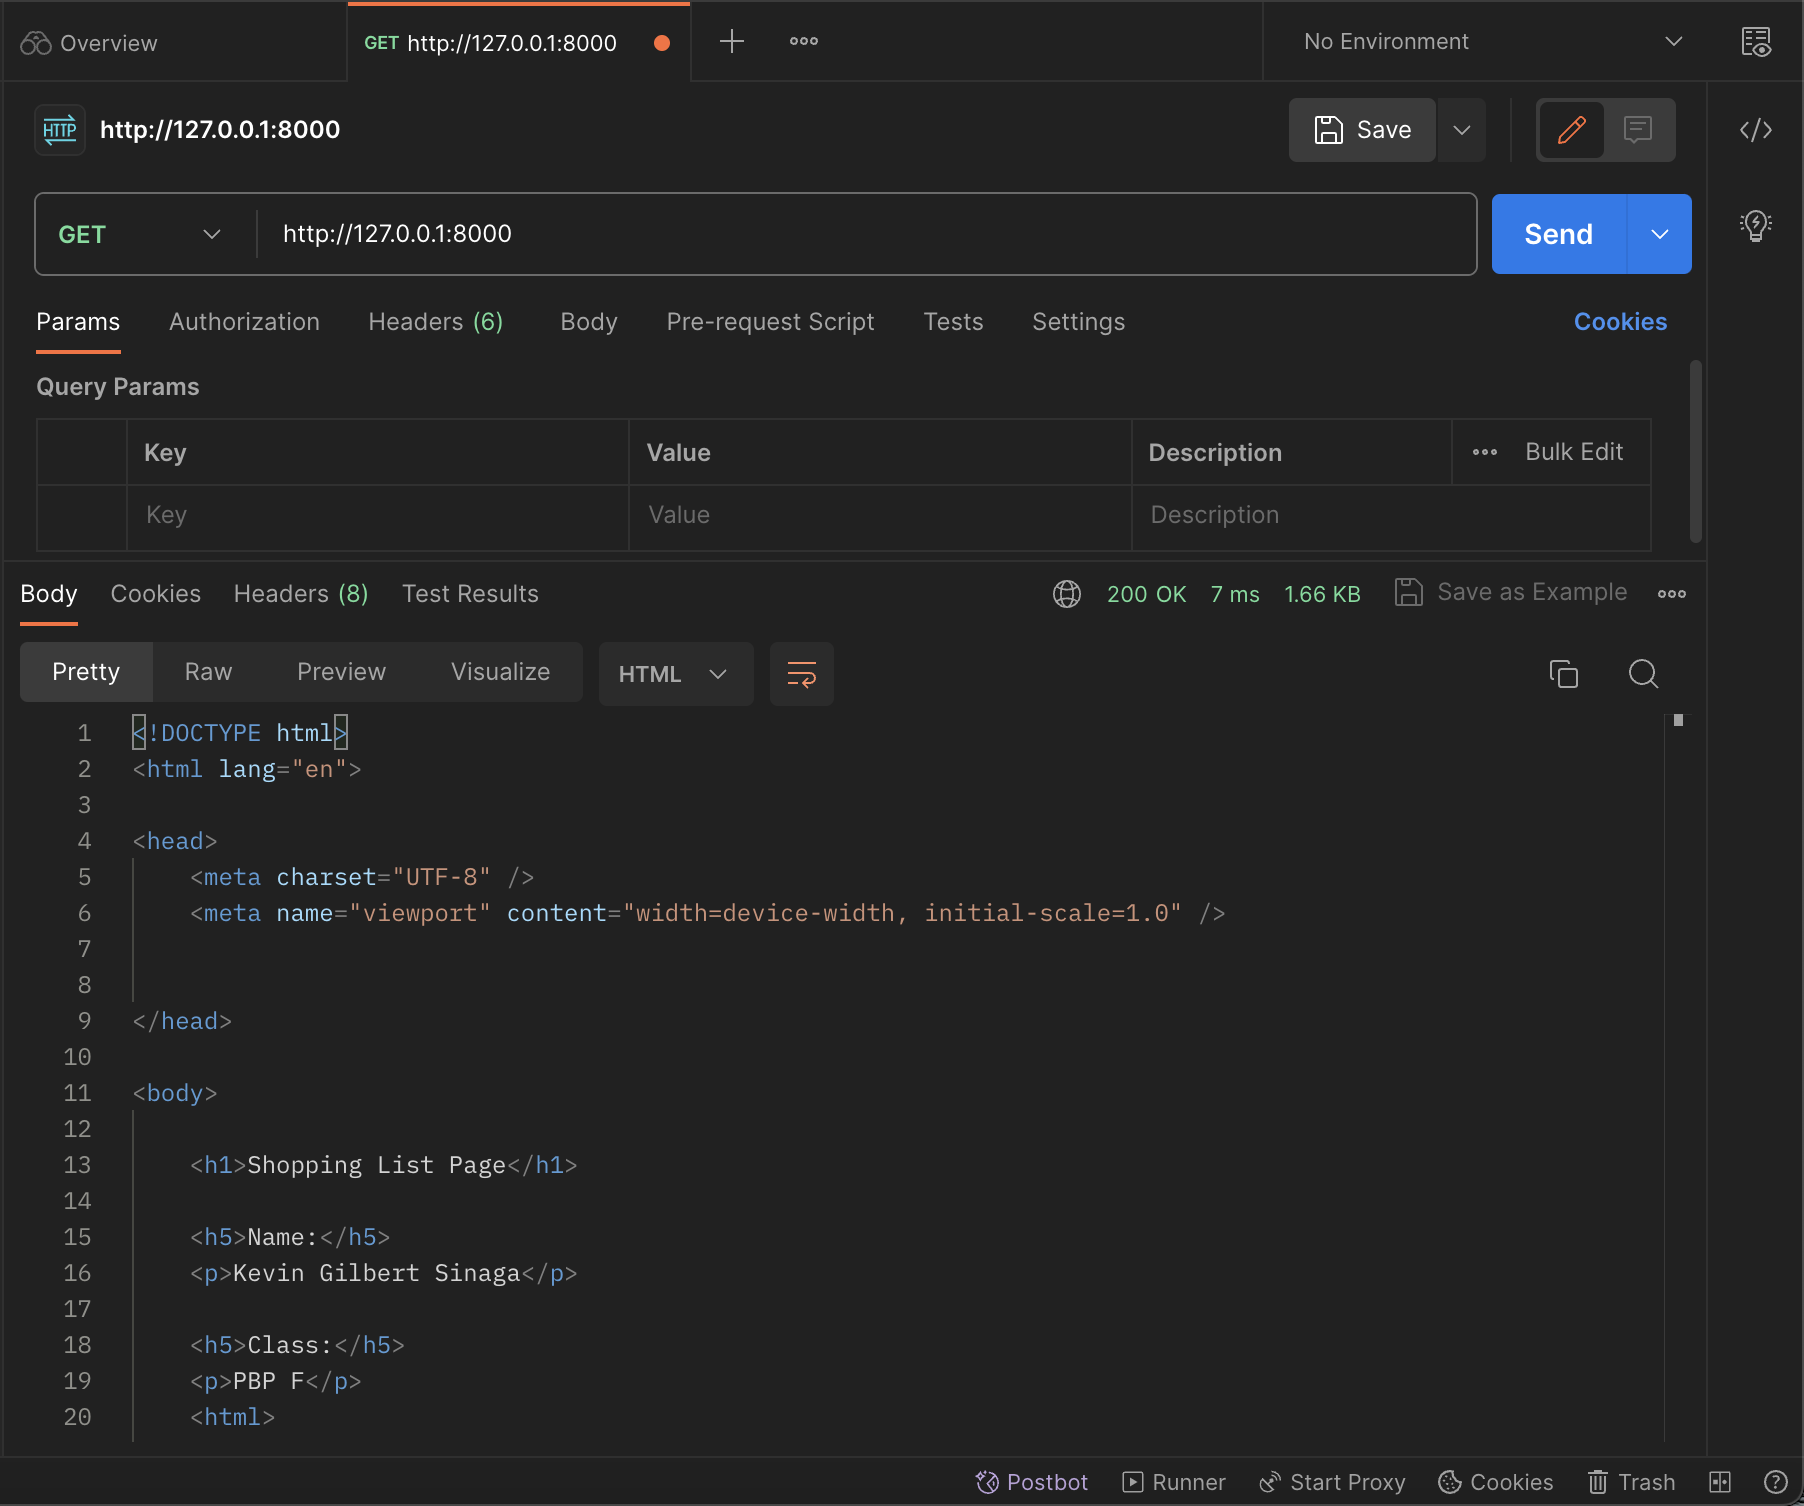 Overview
GET http://127.0.0.1:8000
No Environment
HTTP http://127.0.0.1:8000
Save
GET http://127.0.0.1:8000
Send
Params Authorization Headers (6) Body Pre-request Script Tests Settings Cookies
Query Params
Key Value Description Bulk Edit
Key Value Description
Body Cookies Headers (8) Test Results 200 OK 7 ms 1.66 KB Save as Example
Pretty Raw Preview Visualize HTML
1 <!DOCTYPE html>
2 <html lang="en">
3
4 <head>
5 <meta charset="UTF-8" />
6 <meta name="viewport" content="width=device-width, initial-scale=1.0" />
7
8
9 </head>
10
11 <body>
12
13 <h1>Shopping List Page</h1>
14
15 <h5>Name:</h5>
16 <p>Kevin Gilbert Sinaga</p>
17
18 <h5>Class:</h5>
19 <p>PBP F</p>
20 <html>
Postbot Runner Start Proxy Cookies Trash